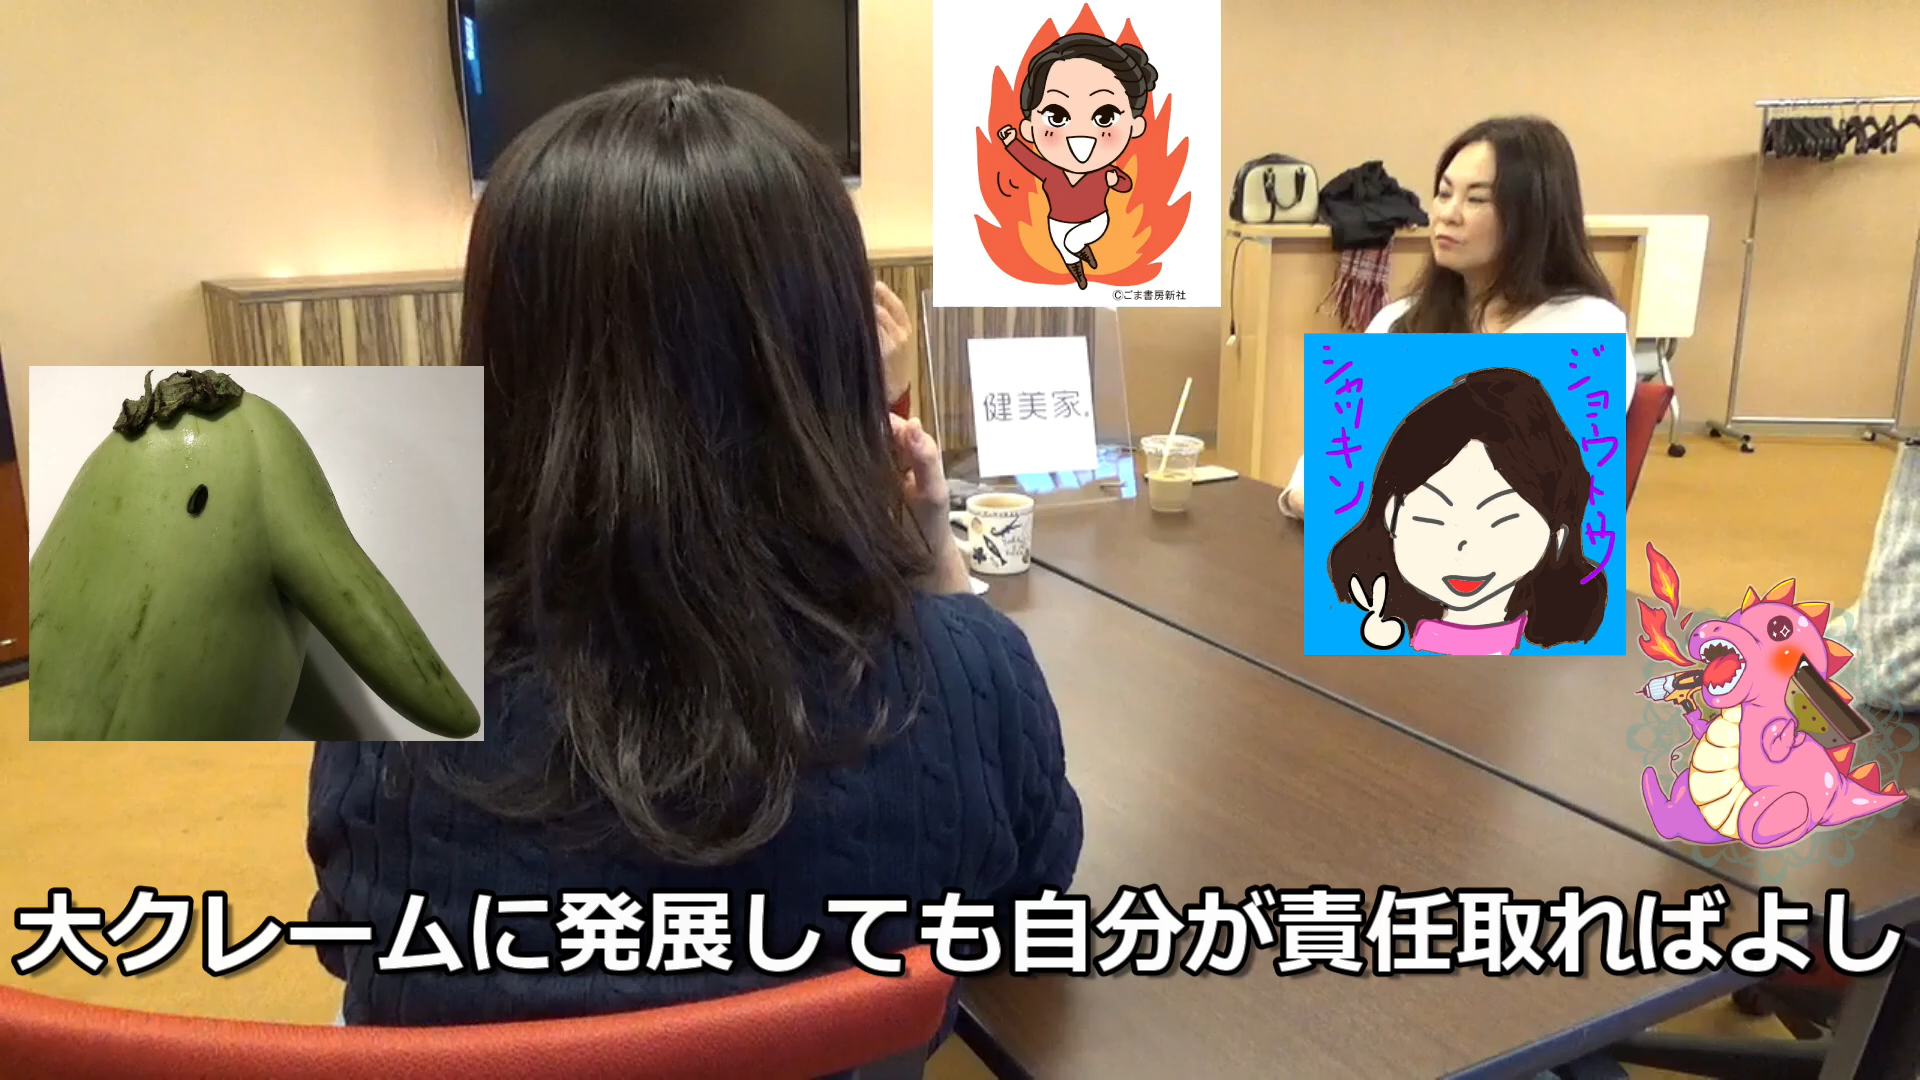 ©ごま書房新社
健美家。
シャッキン
ジョーウトウ
大クレームに発展しても自分が責任取ればよし